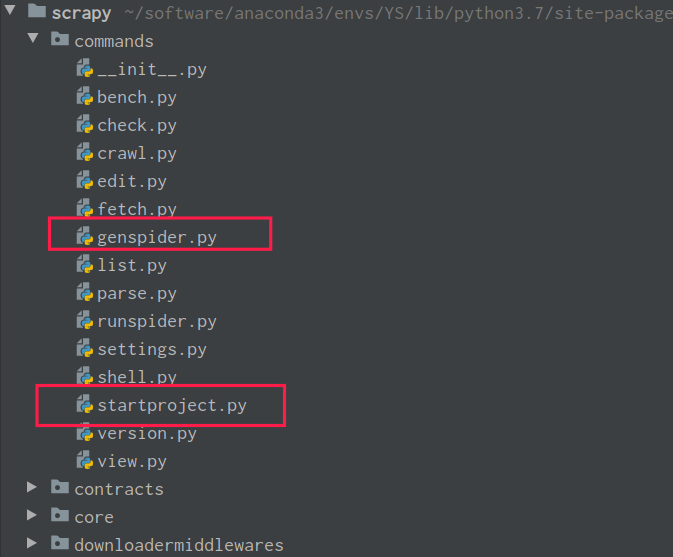 scrapy ~/software/anaconda3/envs/YS/lib/python3.7/site-package
commands
__init__.py
bench.py
check.py
crawl.py
edit.py
fetch.py
genspider.py
list.py
parse.py
runspider.py
settings.py
shell.py
startproject.py
version.py
view.py
contracts
core
downloadermiddlewares